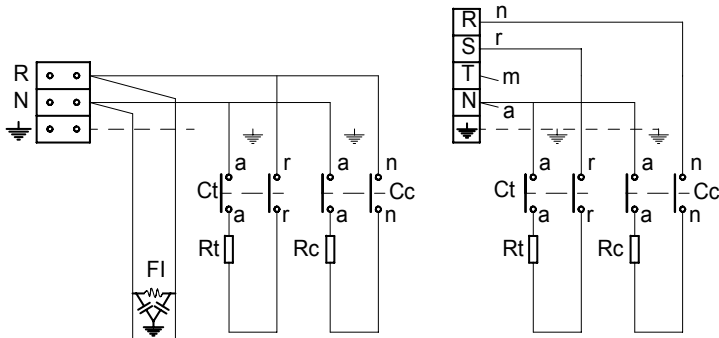 R
N
a r a n
Ct Cc
a r a n
Rt Rc
FI
R n
S r
T m
N a
a r a n
Ct Cc
a r a n
Rt Rc